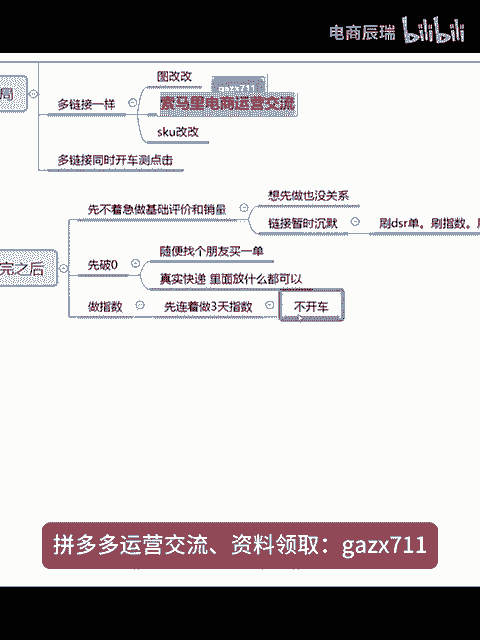 电商辰瑞 bilibili
局
多链接一样
图改改
gazx711
索马里电商运营交流
sku改改
多链接同时开车测点击
完之后
先不着急做基础评价和销量
想先做也没关系
链接暂时沉默
刷dsr单。刷指数。
先破0
随便找个朋友买一单
真实快递 里面放什么都可以
做指数
先连着做3天指数
不开车
拼多多运营交流、资料领取：gazx711